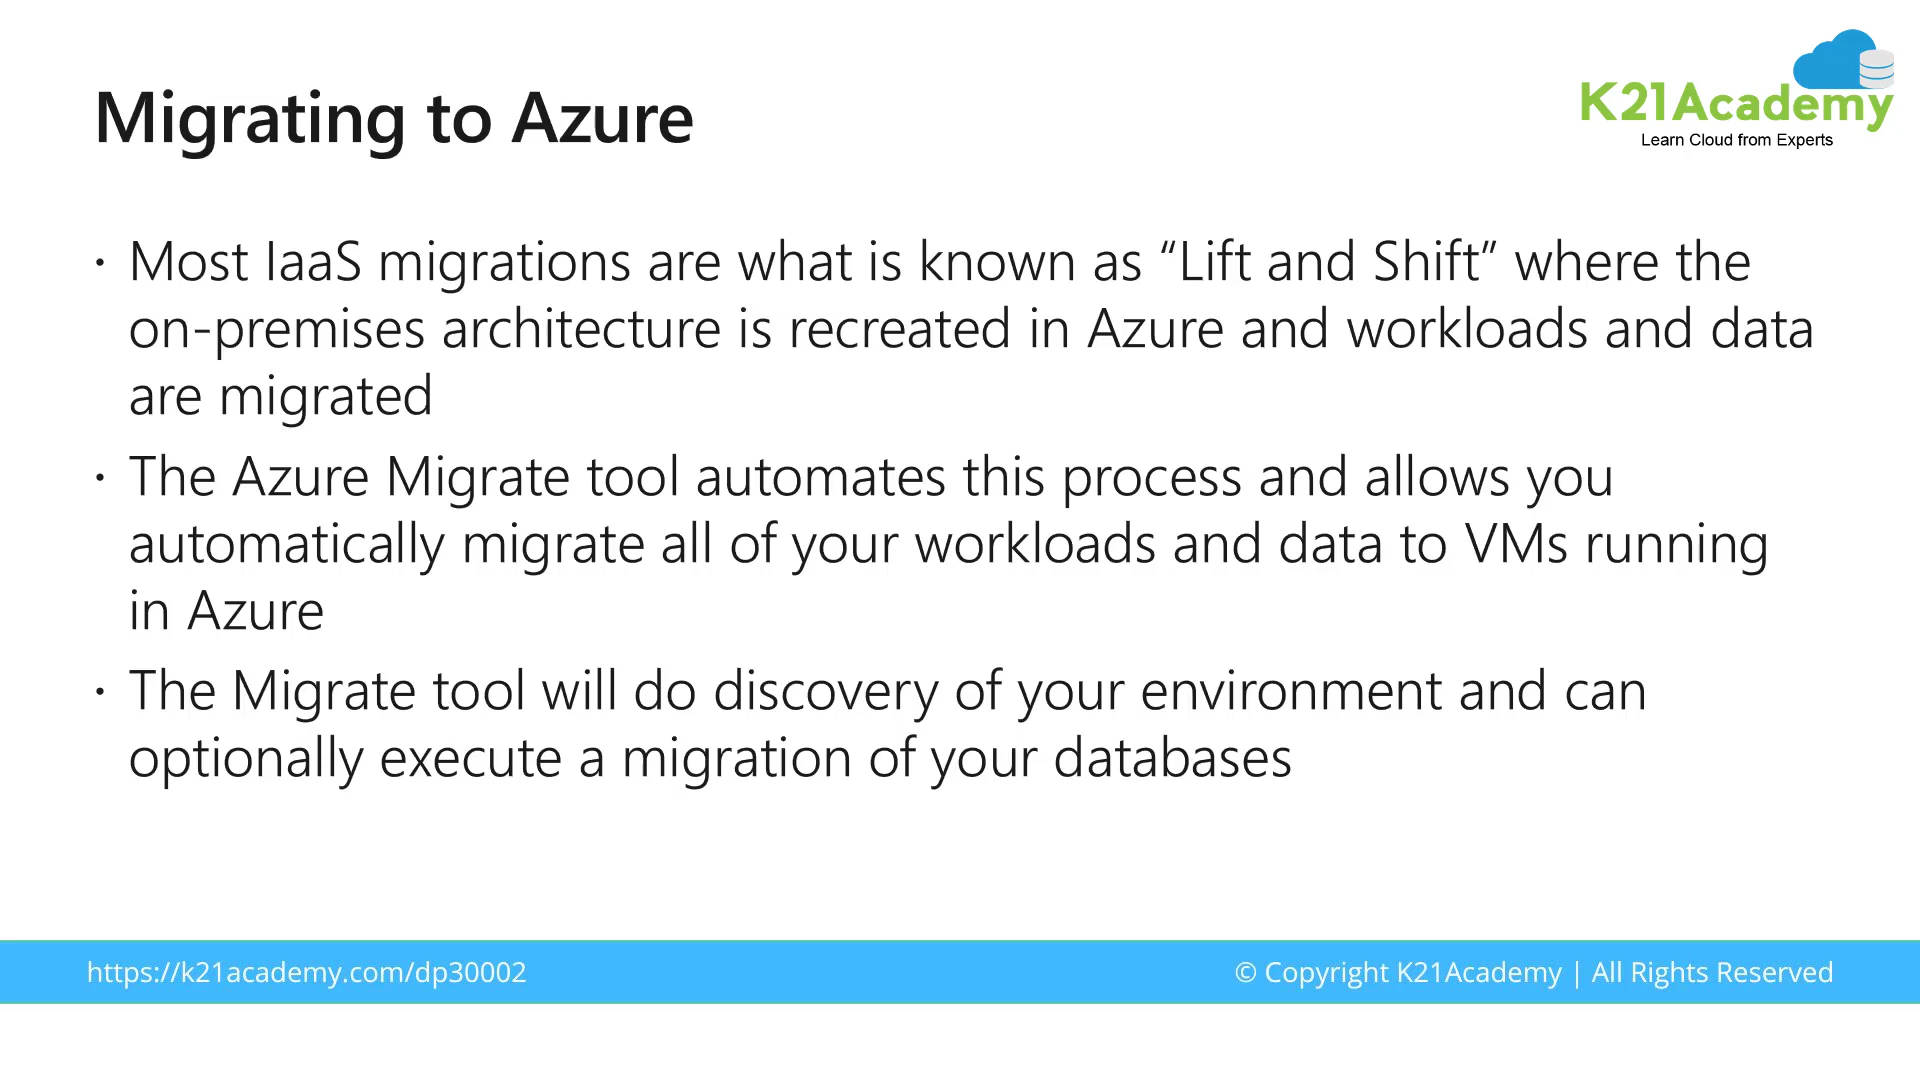 K21Academy
Learn Cloud from Experts
Migrating to Azure
· Most IaaS migrations are what is known as “Lift and Shift” where the
on-premises architecture is recreated in Azure and workloads and data
are migrated
· The Azure Migrate tool automates this process and allows you
automatically migrate all of your workloads and data to VMs running
in Azure
· The Migrate tool will do discovery of your environment and can
optionally execute a migration of your databases
https://k21academy.com/dp30002
© Copyright K21Academy | All Rights Reserved